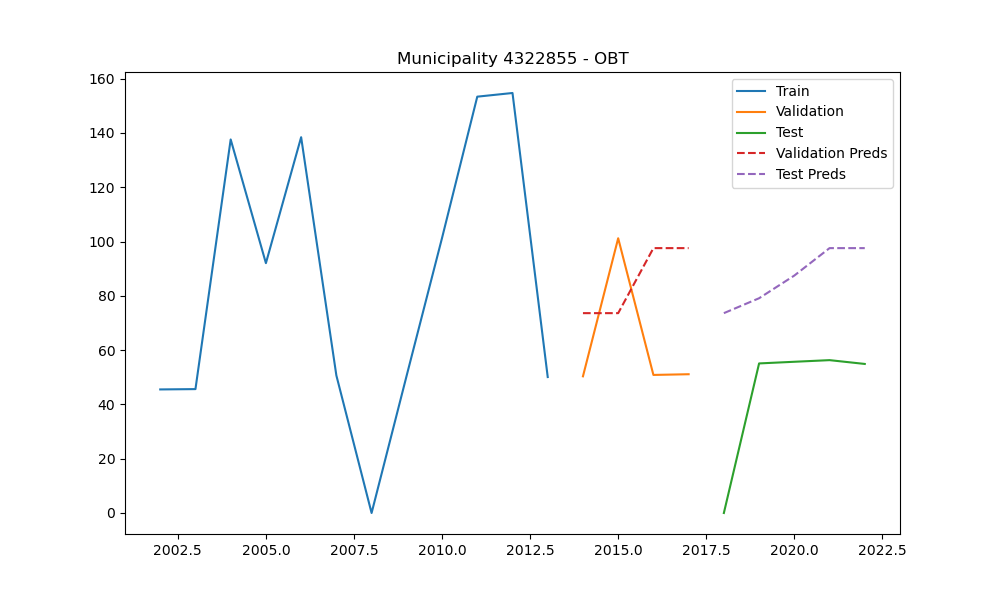 Municipality 4322855 - OBT
160
140
120
100
80
60
40
20
0
2002.5 2005.0 2007.5 2010.0 2012.5 2015.0 2017.5 2020.0 2022.5
Train
Validation
Test
Validation Preds
Test Preds